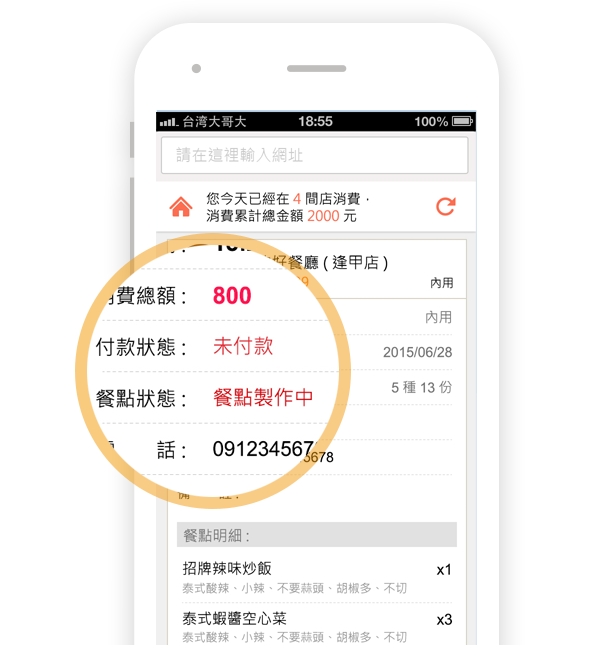 台湾大哥大 18:55 100%
請在這裡輸入網址
您今天已經在 4 間店消費，
消費累計總金額 2000 元
好餐廳 ( 逢甲店 )
內用
消費總額 : 800
內用
付款狀態 : 未付款
2015/06/28
餐點狀態 : 餐點製作中
5 種 13 份
話 : 091234567
5678
餐點明細 :
招牌辣味炒飯 x1
泰式酸辣、小辣、不要蒜頭、胡椒多、不切
泰式蝦醬空心菜 x3
泰式酸辣、小辣、不要蒜頭、胡椒多、不切